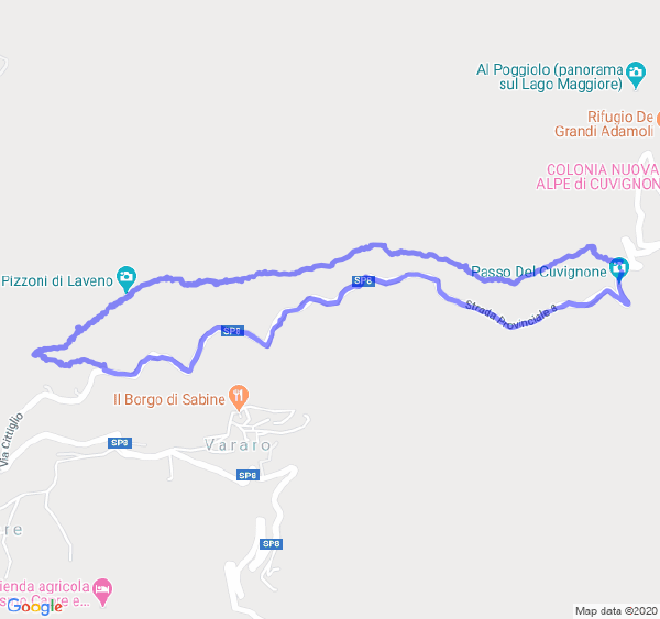 Al Poggiolo (panorama
sul Lago Maggiore)
Rifugio De
Grandi Adamoli
COLONIA NUOVA
ALPE di CUVIGNON
Passo Del Cuvignone
Pizzoni di Laveno
SP8
Strada Provinciale 8
SP8
Il Borgo di Sabine
Via Cittiglio
Vararo
SP8
SP8
SP8
ienda agricola
Google
Map data ©2020